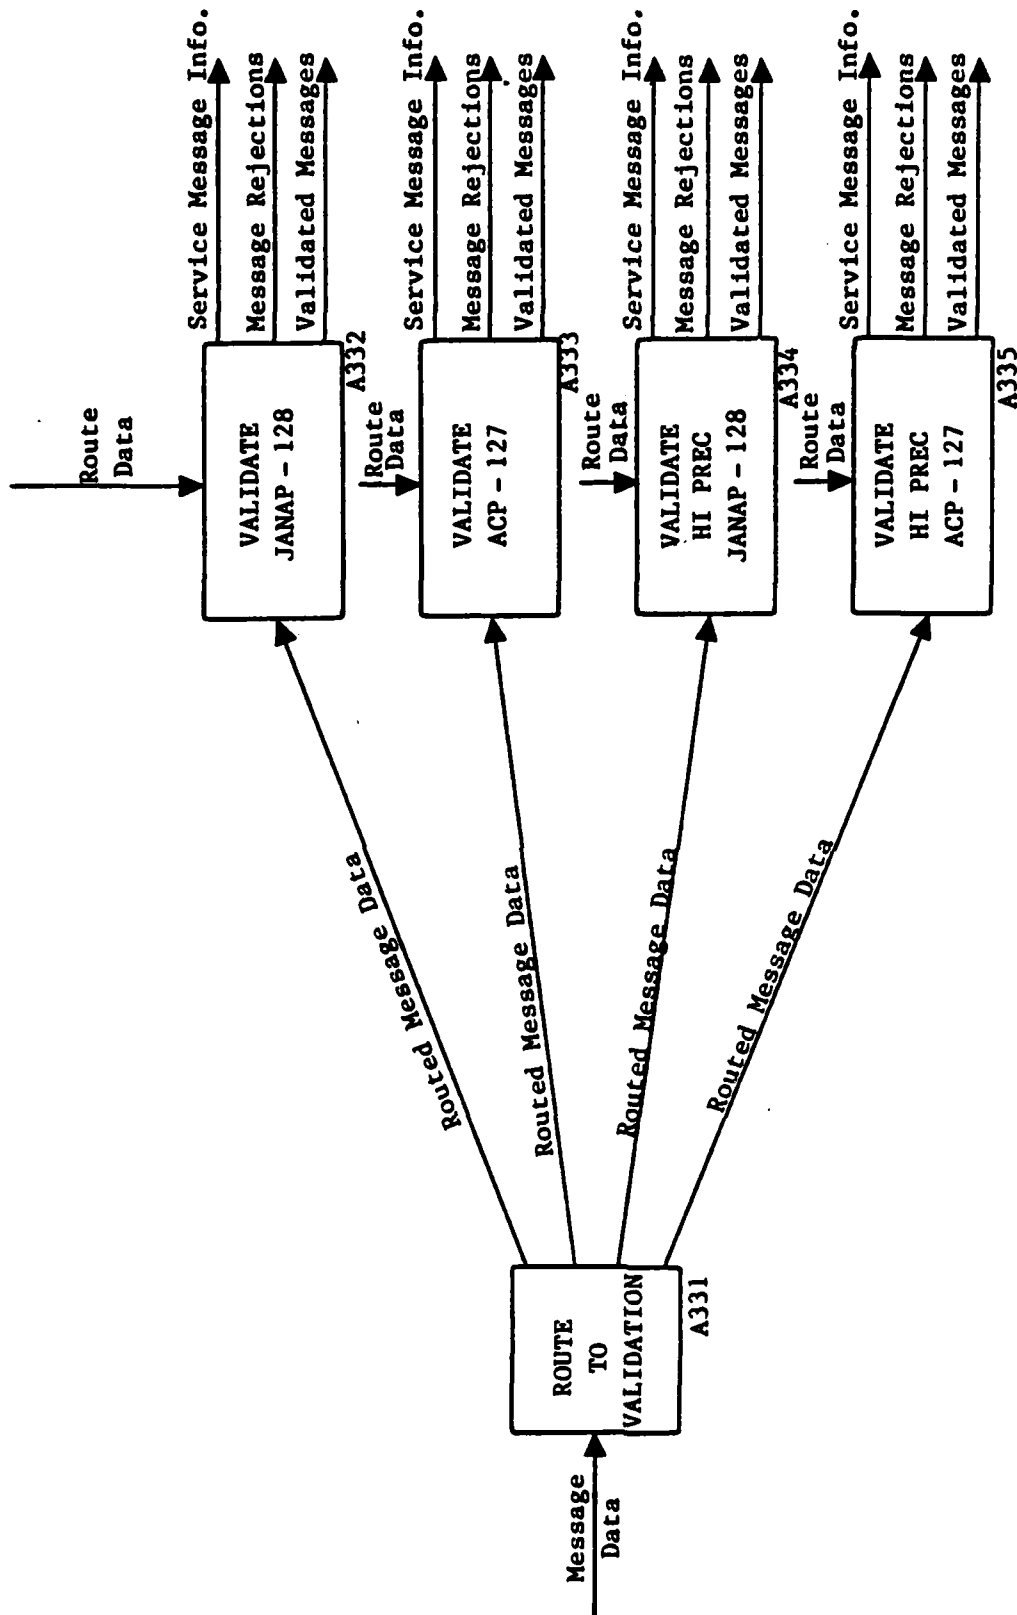 Message
Data
ROUTE
TO
VALIDATION
A331
Routed Message Data
Routed Message Data
Routed Message Data
Routed Message Data
Route
Data
VALIDATE
JANAP-128
A332
Service Message Info.
Message Rejections
Validated Messages
Route
Data
VALIDATE
ACP-127
A333
Service Message Info.
Message Rejections
Validated Messages
Route
Data
VALIDATE
HI PREC
JANAP-128
A334
Service Message Info.
Message Rejections
Validated Messages
Route
Data
VALIDATE
HI PREC
ACP-127
A335
Service Message Info.
Message Rejections
Validated Messages